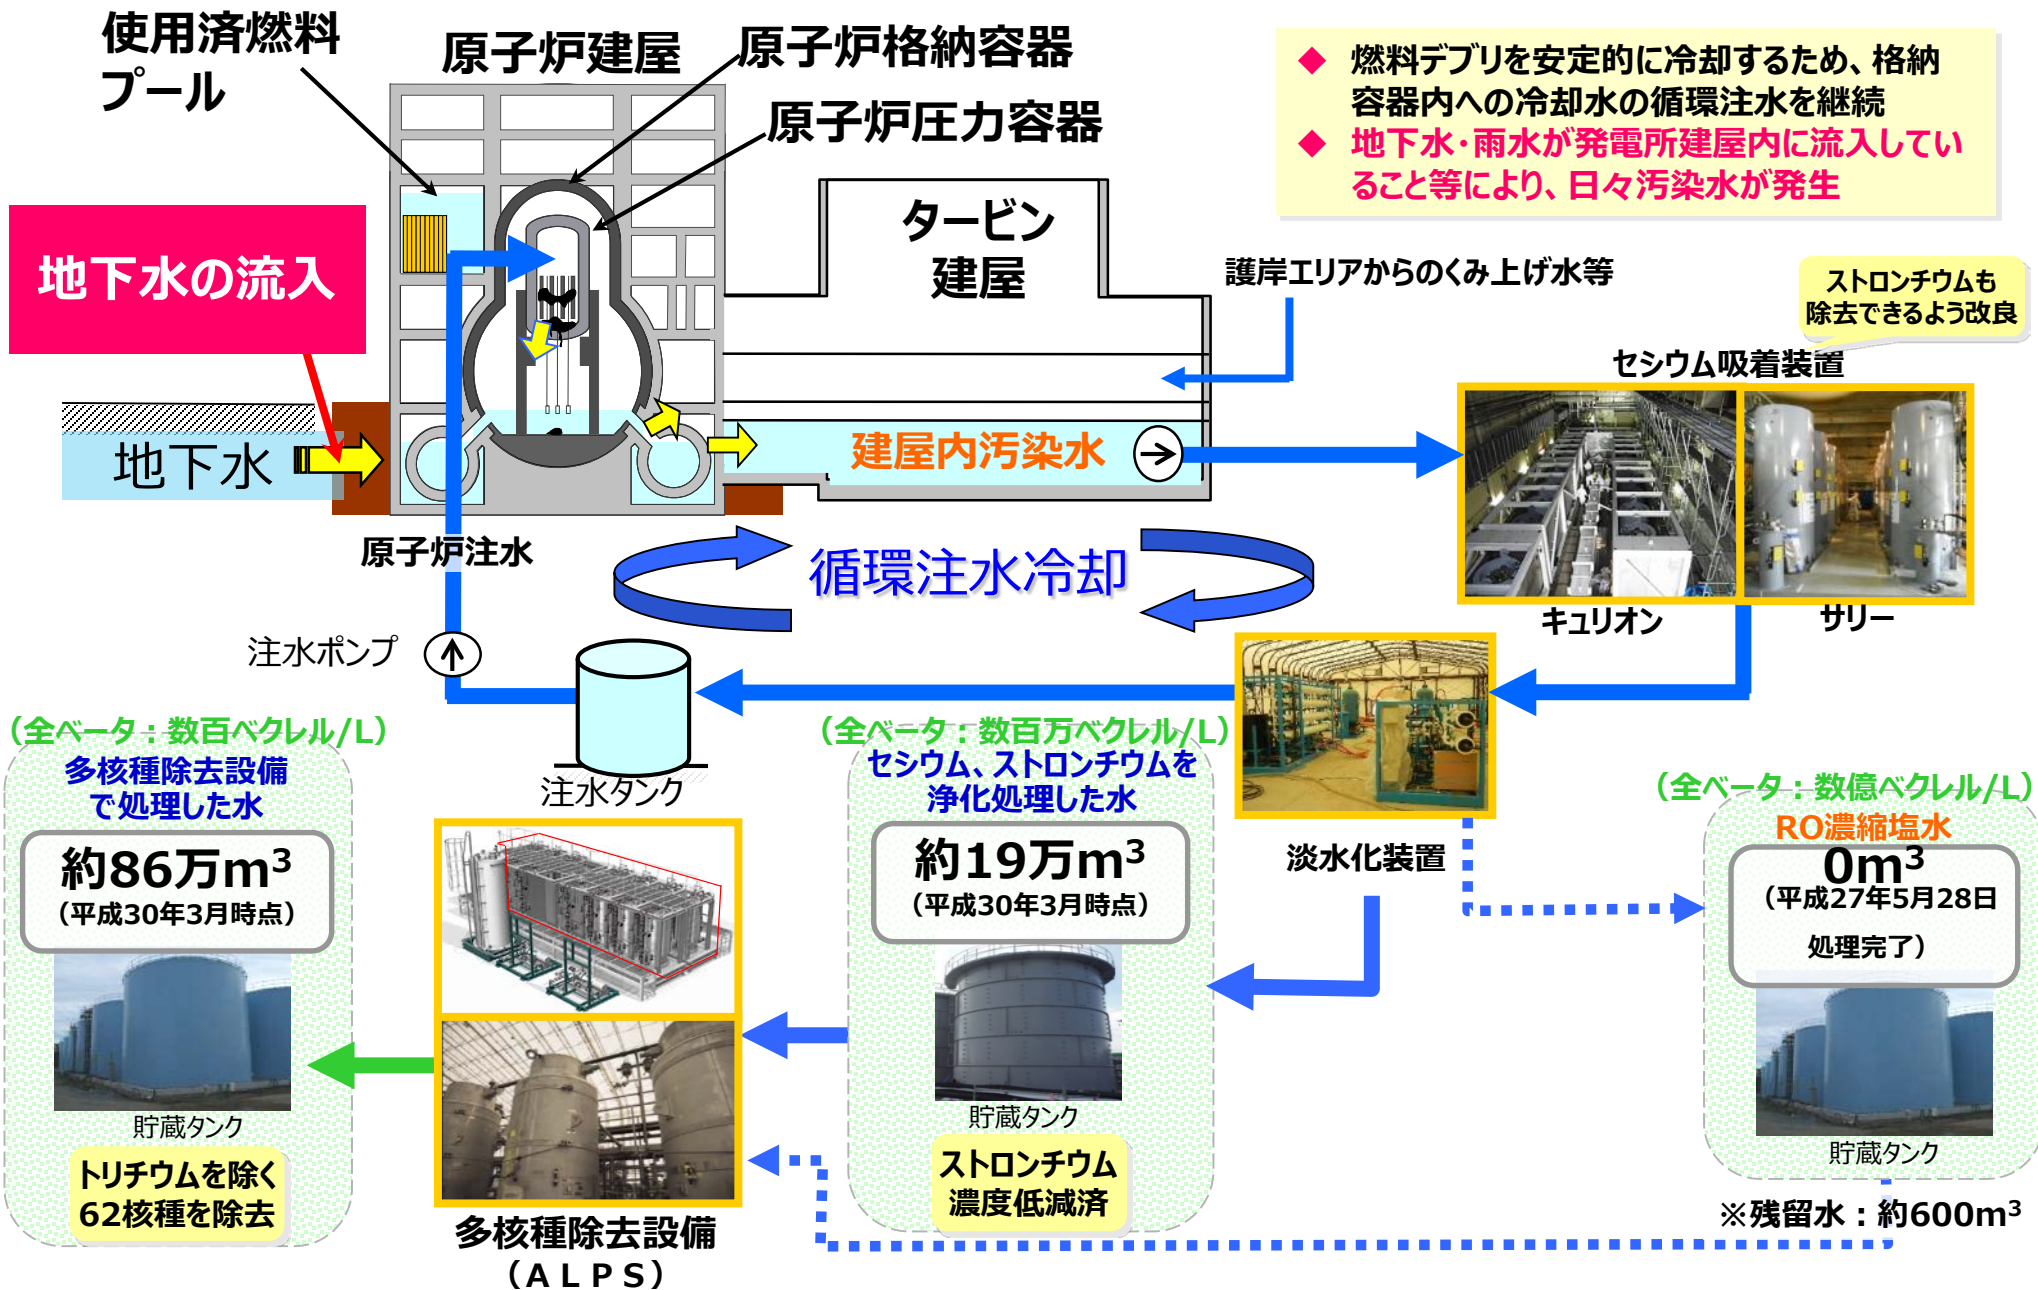 使用済燃料
プール
原子炉建屋
原子炉格納容器
原子炉圧力容器
◆ 燃料デブリを安定的に冷却するため、格納
容器内への冷却水の循環注水を継続
◆ 地下水・雨水が発電所建屋内に流入してい
ること等により、日々汚染水が発生
地下水の流入
タービン
建屋
護岸エリアからのくみ上げ水等
ストロンチウムも
除去できるよう改良
セシウム吸着装置
地下水
建屋内汚染水
原子炉注水
循環注水冷却
キュリオン
サリー
注水ポンプ
注水タンク
(全ベータ:数百ベクレル/L)
多核種除去設備
で処理した水
約86万m³
(平成30年3月時点)
貯蔵タンク
トリチウムを除く
62核種を除去
多核種除去設備
(ALPS)
(全ベータ:数百万ベクレル/L)
セシウム、ストロンチウムを
浄化処理した水
約19万m³
(平成30年3月時点)
貯蔵タンク
ストロンチウム
濃度低減済
淡水化装置
(全ベータ:数億ベクレル/L)
RO濃縮塩水
0m³
(平成27年5月28日
処理完了)
貯蔵タンク
※残留水:約600m³